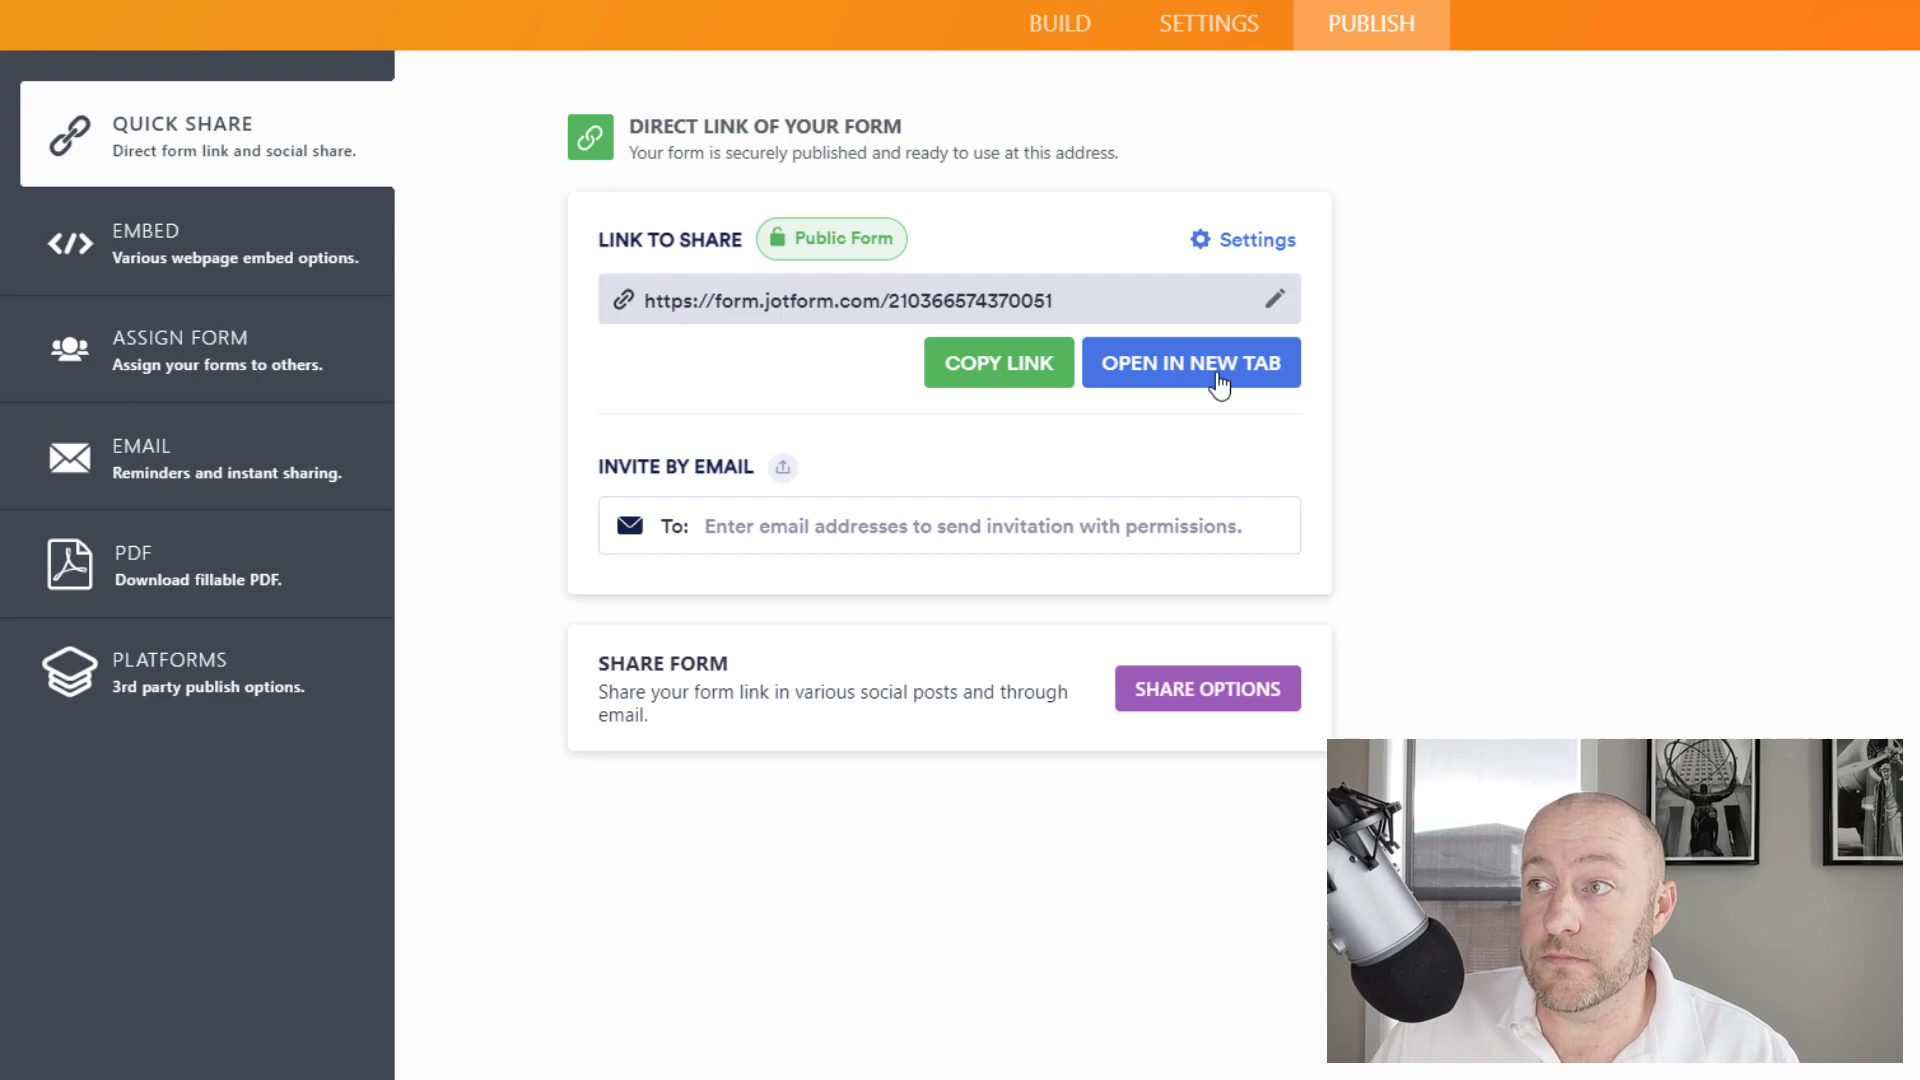 BUILD
SETTINGS
PUBLISH
QUICK SHARE
Direct form link and social share.
EMBED
Various webpage embed options.
ASSIGN FORM
Assign your forms to others.
EMAIL
Reminders and instant sharing.
PDF
Download fillable PDF.
PLATFORMS
3rd party publish options.
DIRECT LINK OF YOUR FORM
Your form is securely published and ready to use at this address.
LINK TO SHARE
Public Form
Settings
https://form.jotform.com/210366574370051
COPY LINK
OPEN IN NEW TAB
INVITE BY EMAIL
To: Enter email addresses to send invitation with permissions.
SHARE FORM
Share your form link in various social posts and through
email.
SHARE OPTIONS